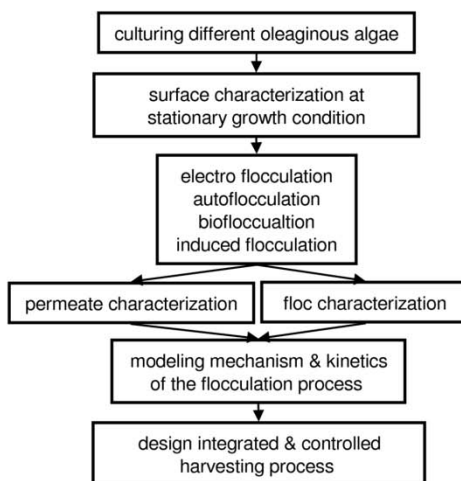 culturing different oleaginous algae
surface characterization at
stationary growth condition
electro flocculation
autoflocculation
biofloccualtion
induced flocculation
permeate characterization
floc characterization
modeling mechanism & kinetics
of the flocculation process
design integrated & controlled
harvesting process